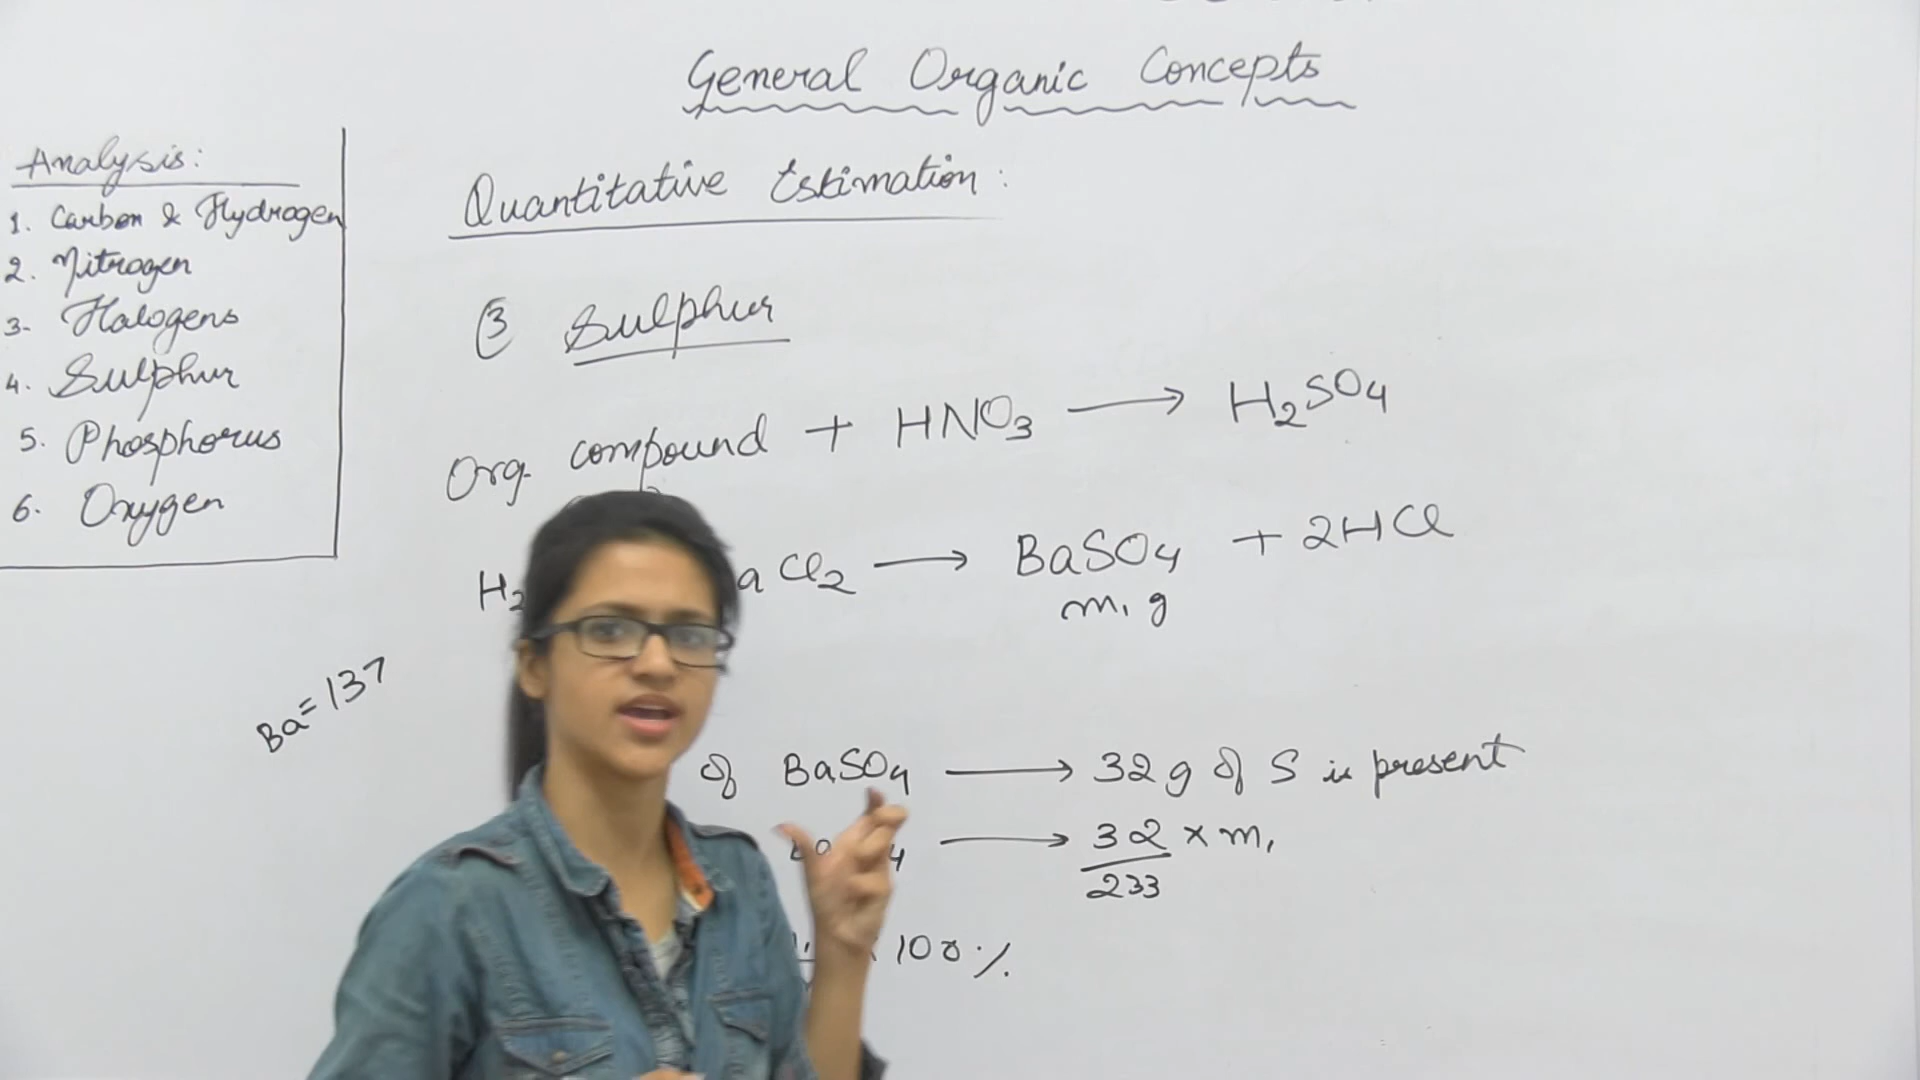 General Organic Concepts
Analysis:
1. Carbon & Hydrogen
2. Nitrogen
3- Halogens
4. Sulphur
5. Phosphorus
6. Oxygen
Quantitative Estimation:
③ Sulphur
Org. compound + HNO₃ ⟶ H₂SO₄
H₂ aCl₂ ⟶ BaSO₄ + 2HCl
m₁ g
Ba = 137
of BaSO₄ ⟶ 32g of S is present
⟶ 32/233 × m₁
× 100 %